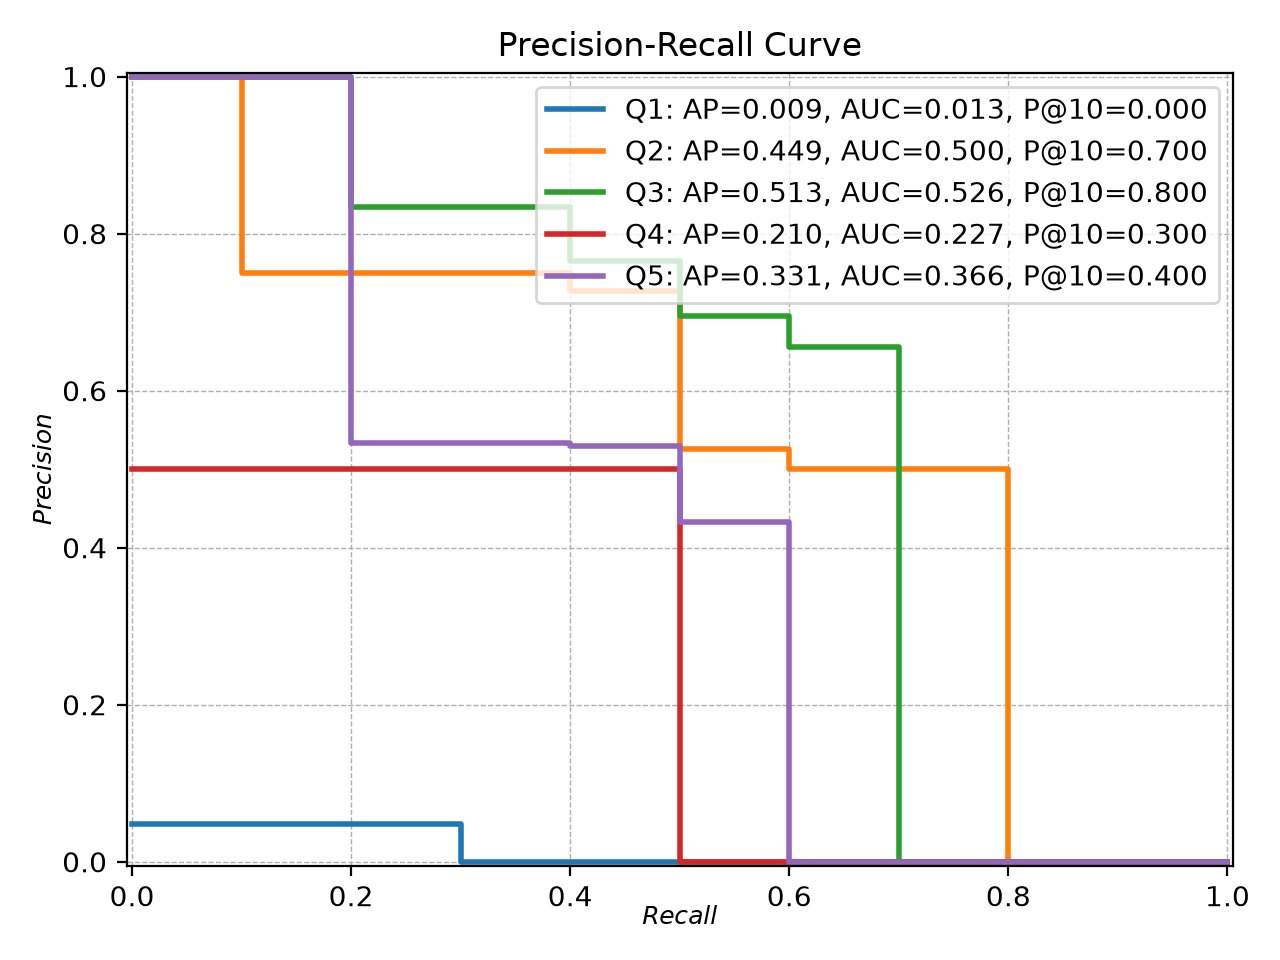 Precision-Recall Curve
1.0
0.8
0.6
0.4
0.2
0.0
Precision
Q1: AP=0.009, AUC=0.013, P@10=0.000
Q2: AP=0.449, AUC=0.500, P@10=0.700
Q3: AP=0.513, AUC=0.526, P@10=0.800
Q4: AP=0.210, AUC=0.227, P@10=0.300
Q5: AP=0.331, AUC=0.366, P@10=0.400
0.0 0.2 0.4 0.6 0.8 1.0
Recall